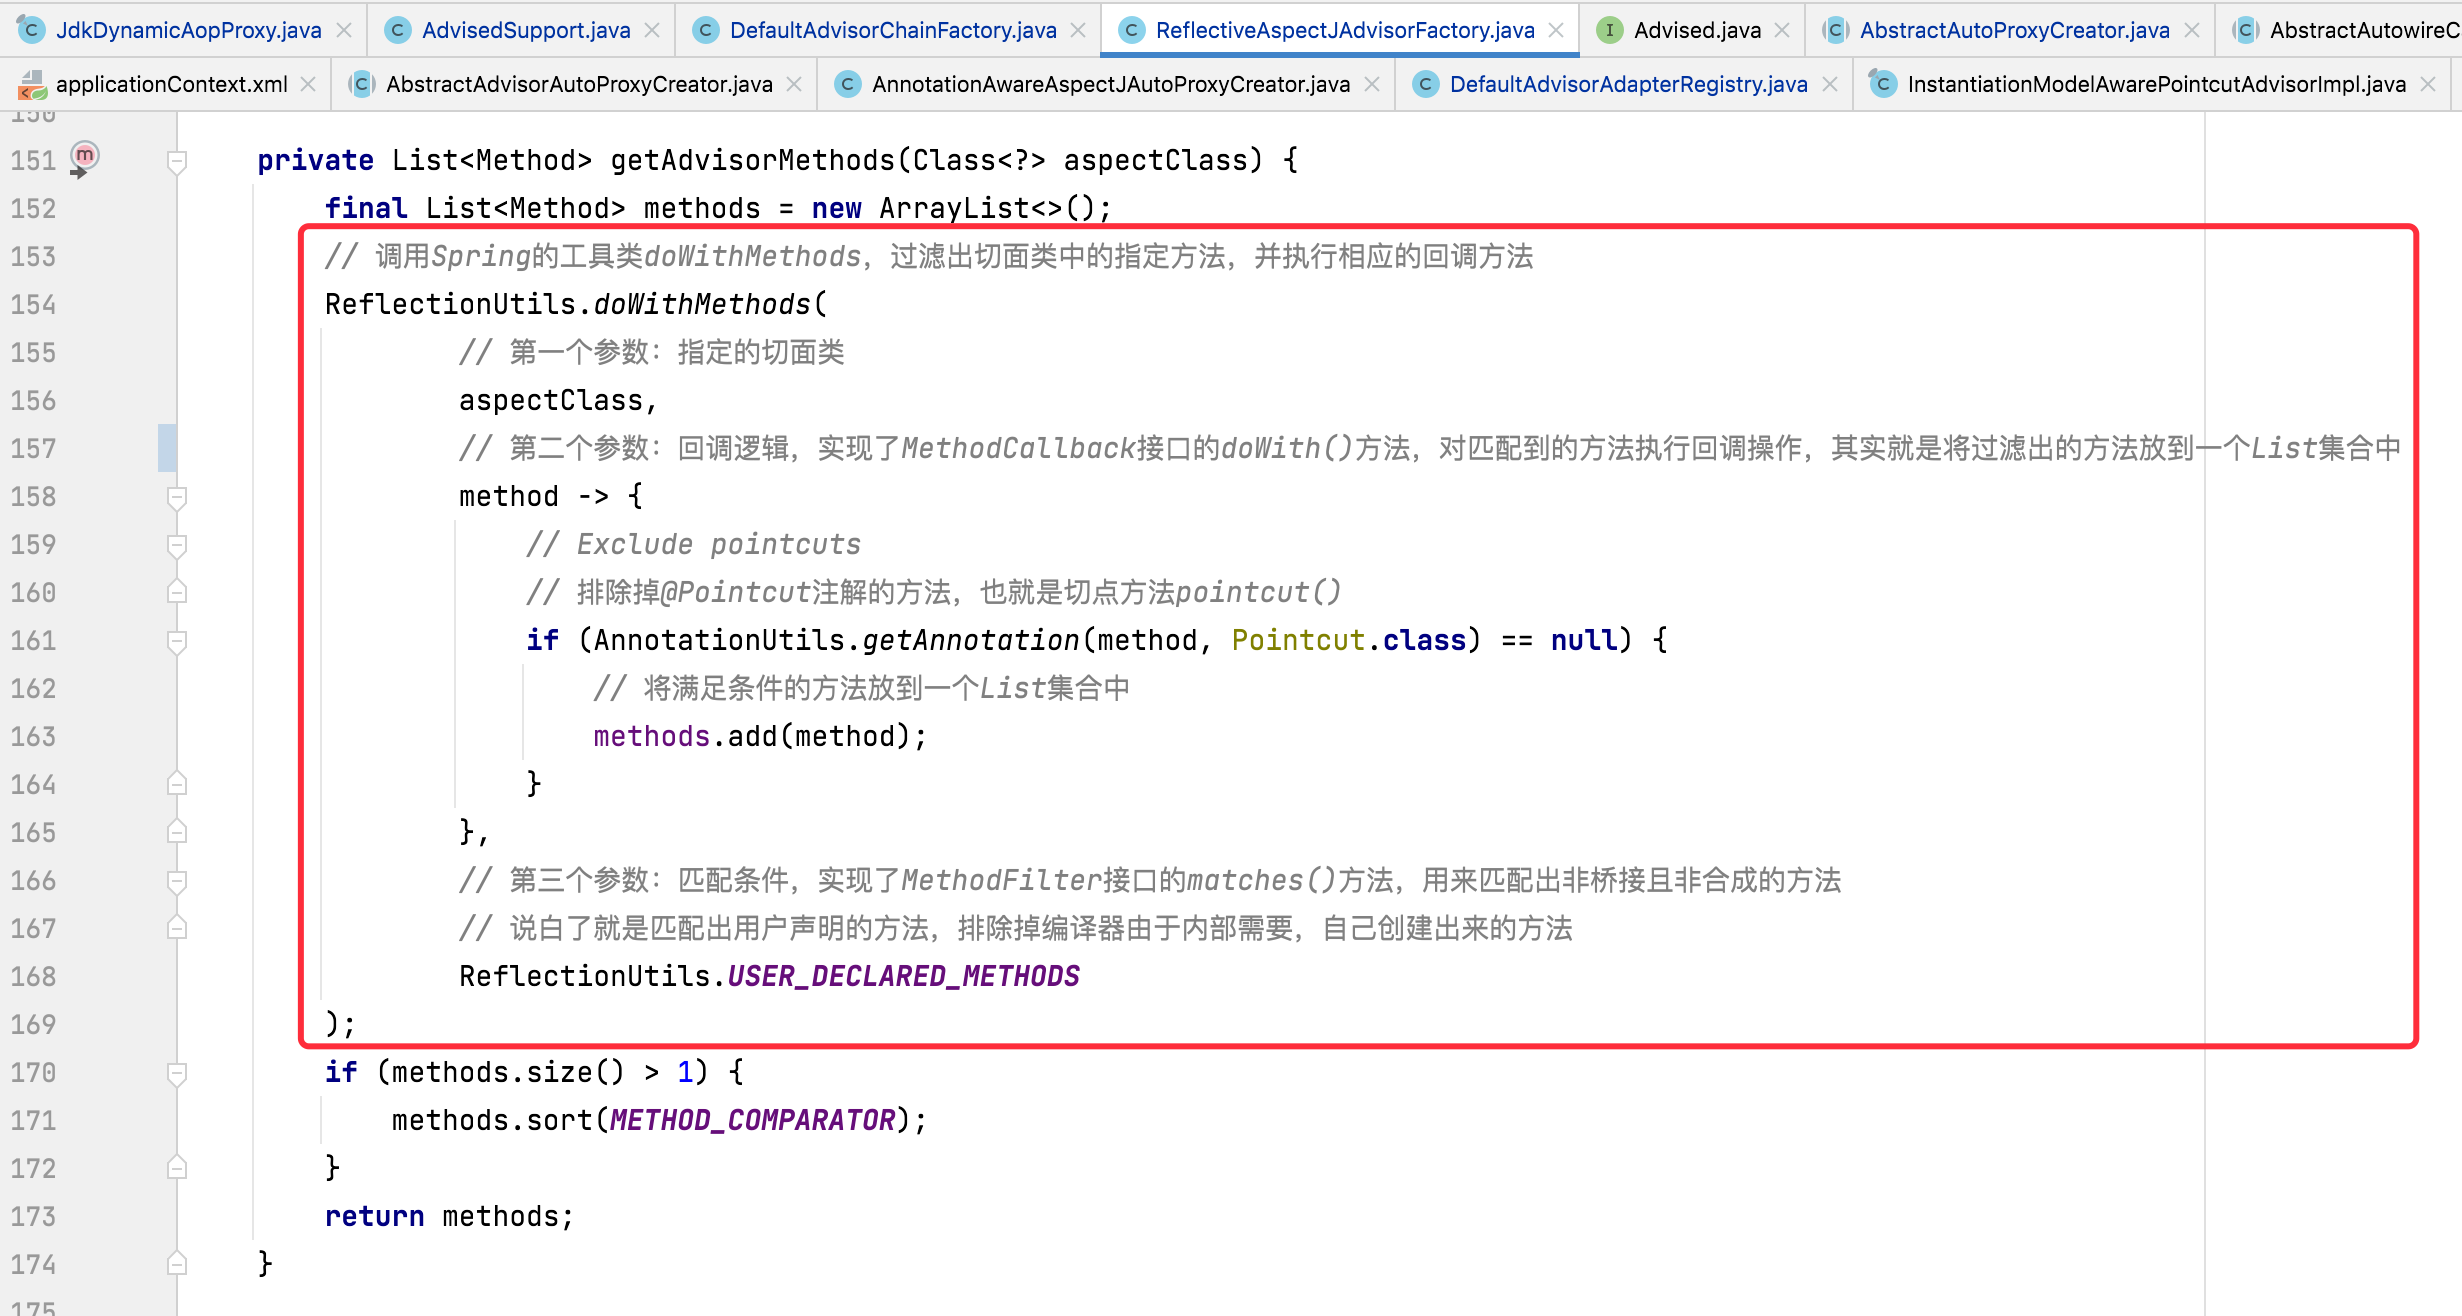 JdkDynamicAopProxy.java AdvisedSupport.java DefaultAdvisorChainFactory.java ReflectiveAspectJAdvisorFactory.java Advised.java AbstractAutoProxyCreator.java AbstractAutowireC
applicationContext.xml AbstractAdvisorAutoProxyCreator.java AnnotationAwareAspectJAutoProxyCreator.java DefaultAdvisorAdapterRegistry.java InstantiationModelAwarePointcutAdvisorImpl.java
150
151 private List<Method> getAdvisorMethods(Class<?> aspectClass) {
152 final List<Method> methods = new ArrayList<>();
153 // 调用Spring的工具类doWithMethods，过滤出切面类中的指定方法，并执行相应的回调方法
154 ReflectionUtils.doWithMethods(
155 // 第一个参数：指定的切面类
156 aspectClass,
157 // 第二个参数：回调逻辑，实现了MethodCallback接口的doWith()方法，对匹配到的方法执行回调操作，其实就是将过滤出的方法放到一个List集合中
158 method -> {
159 // Exclude pointcuts
160 // 排除掉@Pointcut注解的方法，也就是切点方法pointcut()
161 if (AnnotationUtils.getAnnotation(method, Pointcut.class) == null) {
162 // 将满足条件的方法放到一个List集合中
163 methods.add(method);
164 }
165 },
166 // 第三个参数：匹配条件，实现了MethodFilter接口的matches()方法，用来匹配出非桥接且非合成的方法
167 // 说白了就是匹配出用户声明的方法，排除掉编译器由于内部需要，自己创建出来的方法
168 ReflectionUtils.USER_DECLARED_METHODS
169 );
170 if (methods.size() > 1) {
171 methods.sort(METHOD_COMPARATOR);
172 }
173 return methods;
174 }
175